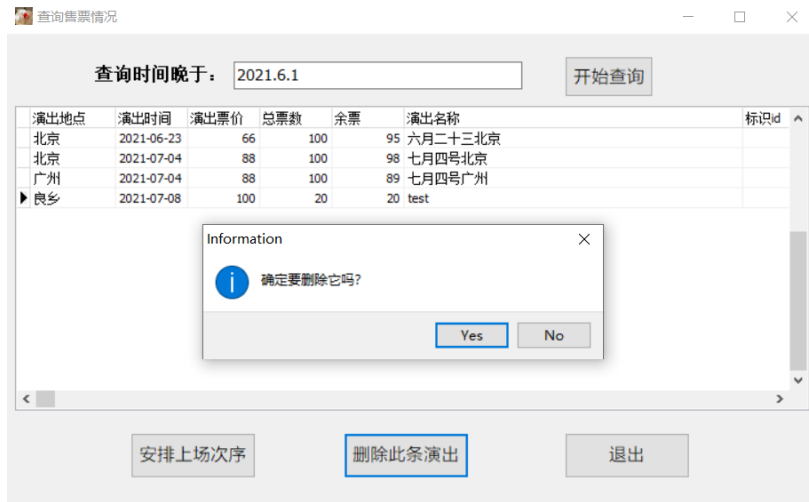 查询售票情况
查询时间晚于： 2021.6.1 开始查询
演出地点 演出时间 演出票价 总票数 余票 演出名称 标识id
北京 2021-06-23 66 100 95 六月二十三北京
北京 2021-07-04 88 100 98 七月四号北京
广州 2021-07-04 88 100 89 七月四号广州
良乡 2021-07-08 100 20 20 test
Information
确定要删除它吗?
Yes No
安排上场次序 删除此条演出 退出